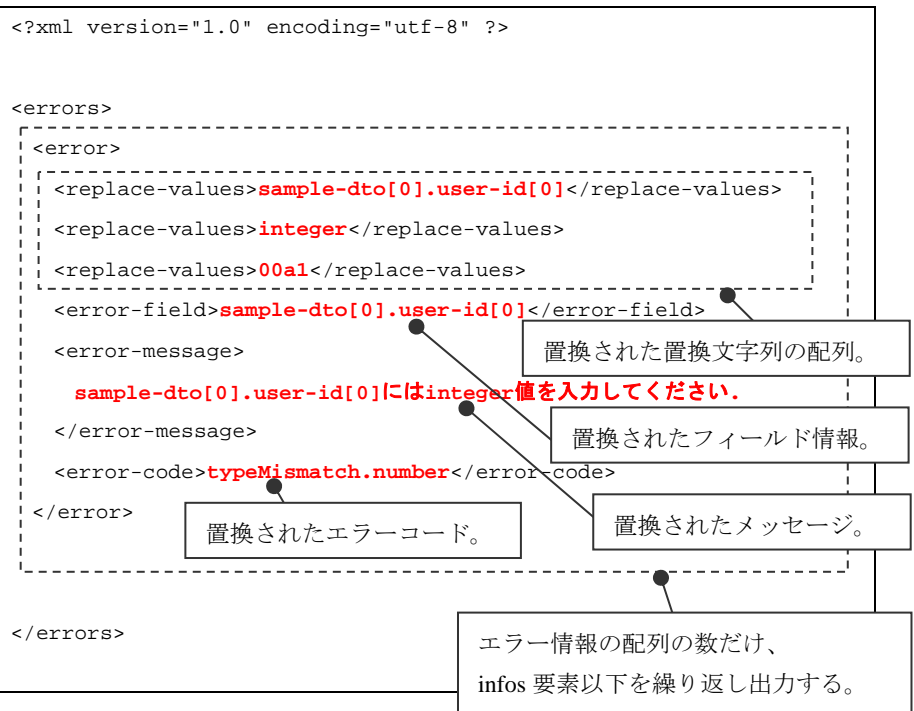 <?xml version="1.0" encoding="utf-8" ?>
<errors>
<error>
<replace-values>sample-dto[0].user-id[0]</replace-values>
<replace-values>integer</replace-values>
<replace-values>00a1</replace-values>
<error-field>sample-dto[0].user-id[0]</error-field>
置換された置換文字列の配列。
<error-message>
sample-dto[0].user-id[0]にはinteger値を入力してください．
</error-message>
置換されたフィールド情報。
<error-code>typeMismatch.number</error-code>
</error>
置換されたエラーコード。
置換されたメッセージ。
</errors>
エラー情報の配列の数だけ、
infos 要素以下を繰り返し出力する。